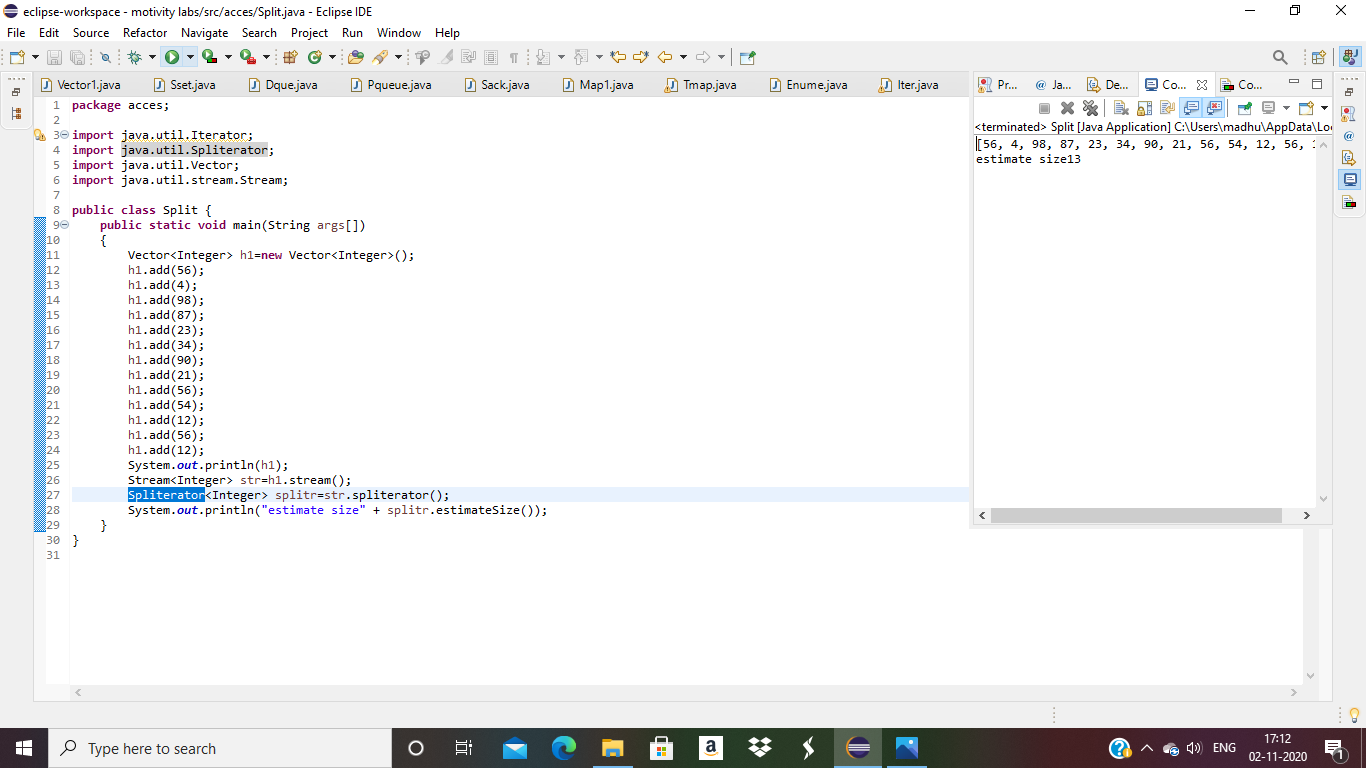 eclipse-workspace - motivity labs/src/acces/Split.java - Eclipse IDE
File Edit Source Refactor Navigate Search Project Run Window Help
Vector1.java Sset.java Dque.java Pqueue.java Sack.java Map1.java Tmap.java Enume.java Iter.java
Pr... Ja... De... Co... Co...
1 package acces;
2
3 import java.util.Iterator;
4 import java.util.Spliterator;
5 import java.util.Vector;
6 import java.util.stream.Stream;
7
8 public class Split {
9 public static void main(String args[])
10 {
11 Vector<Integer> h1=new Vector<Integer>();
12 h1.add(56);
13 h1.add(4);
14 h1.add(98);
15 h1.add(87);
16 h1.add(23);
17 h1.add(34);
18 h1.add(90);
19 h1.add(21);
20 h1.add(56);
21 h1.add(54);
22 h1.add(12);
23 h1.add(56);
24 h1.add(12);
25 System.out.println(h1);
26 Stream<Integer> str=h1.stream();
27 Spliterator<Integer> splitr=str.spliterator();
28 System.out.println("estimate size" + splitr.estimateSize());
29 }
30 }
31
<terminated> Split [Java Application] C:\Users\madhu\AppData\Lo
[56, 4, 98, 87, 23, 34, 90, 21, 56, 54, 12, 56, 1
estimate size13
Type here to search
ENG
17:12
02-11-2020
1